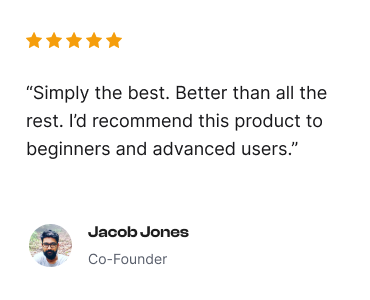 “Simply the best. Better than all the
rest. I’d recommend this product to
beginners and advanced users.”
Jacob Jones
Co-Founder